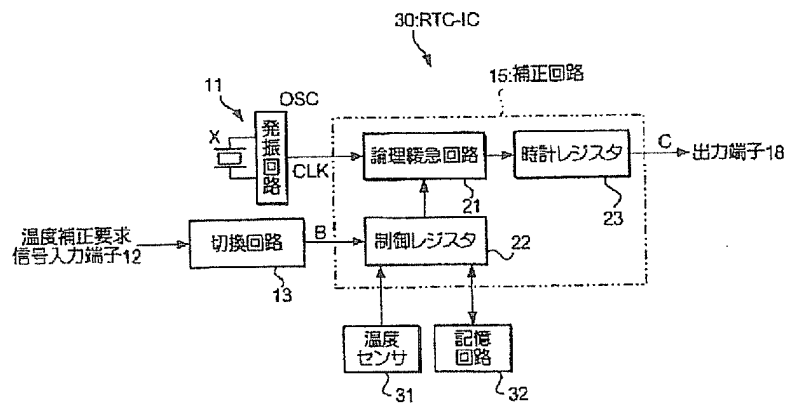 30:RTC-IC
15:補正回路
11
OSC
X
発振回路
CLK
論理緩急回路
21
時計レジスタ
23
C
出力端子18
温度補正要求
信号入力端子12
切換回路
13
B
制御レジスタ
22
温度
センサ
31
記憶
回路
32